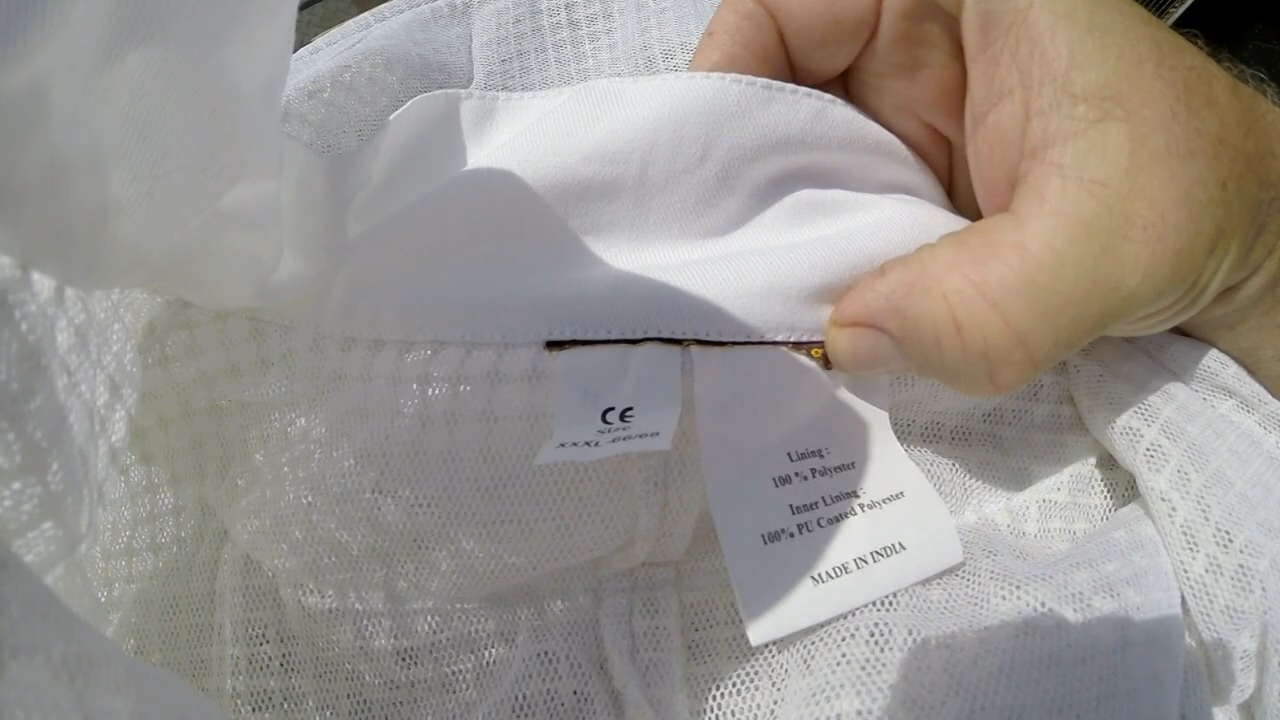 CE
Size
XXXL-66/68
Lining :
100 % Polyester
Inner Lining :
100% PU Coated Polyester
MADE IN INDIA